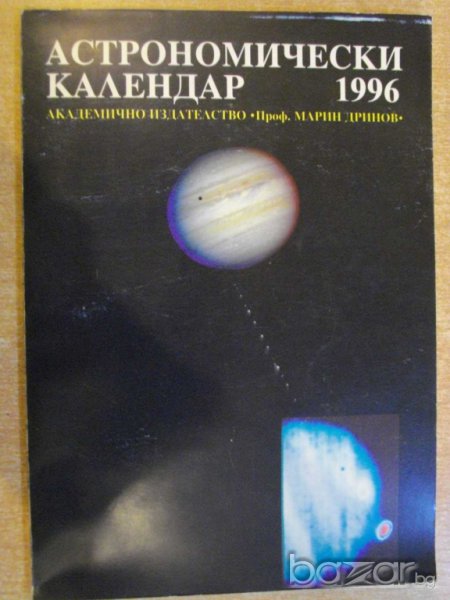 АСТРОНОМИЧЕСКИ
КАЛЕНДАР 1996
АКАДЕМИЧНО ИЗДАТЕЛСТВО •Проф. МАРИН ДРИНОВ•
bazar.bg